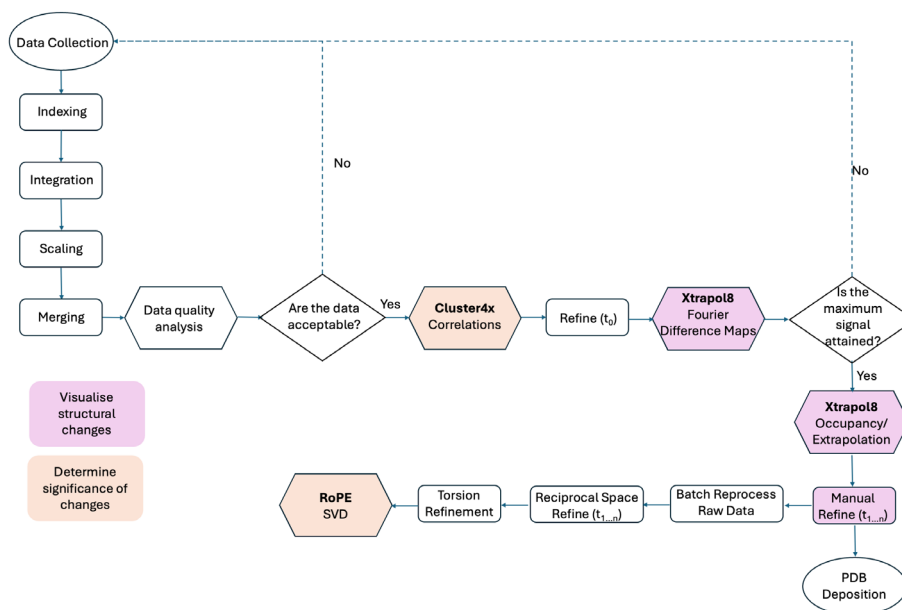 Data Collection
Indexing
Integration
Scaling
Merging
Data quality
analysis
Are the data
acceptable?
No
Yes
Cluster4x
Correlations
Refine (t₀)
Xtrapol8
Fourier
Difference Maps
Is the
maximum
signal
attained?
No
Yes
Xtrapol8
Occupancy/
Extrapolation
Manual
Refine (t₁...ₙ)
Batch Reprocess
Raw Data
Reciprocal Space
Refine (t₁...ₙ)
Torsion
Refinement
RoPE
SVD
PDB
Deposition
Visualise
structural
changes
Determine
significance of
changes